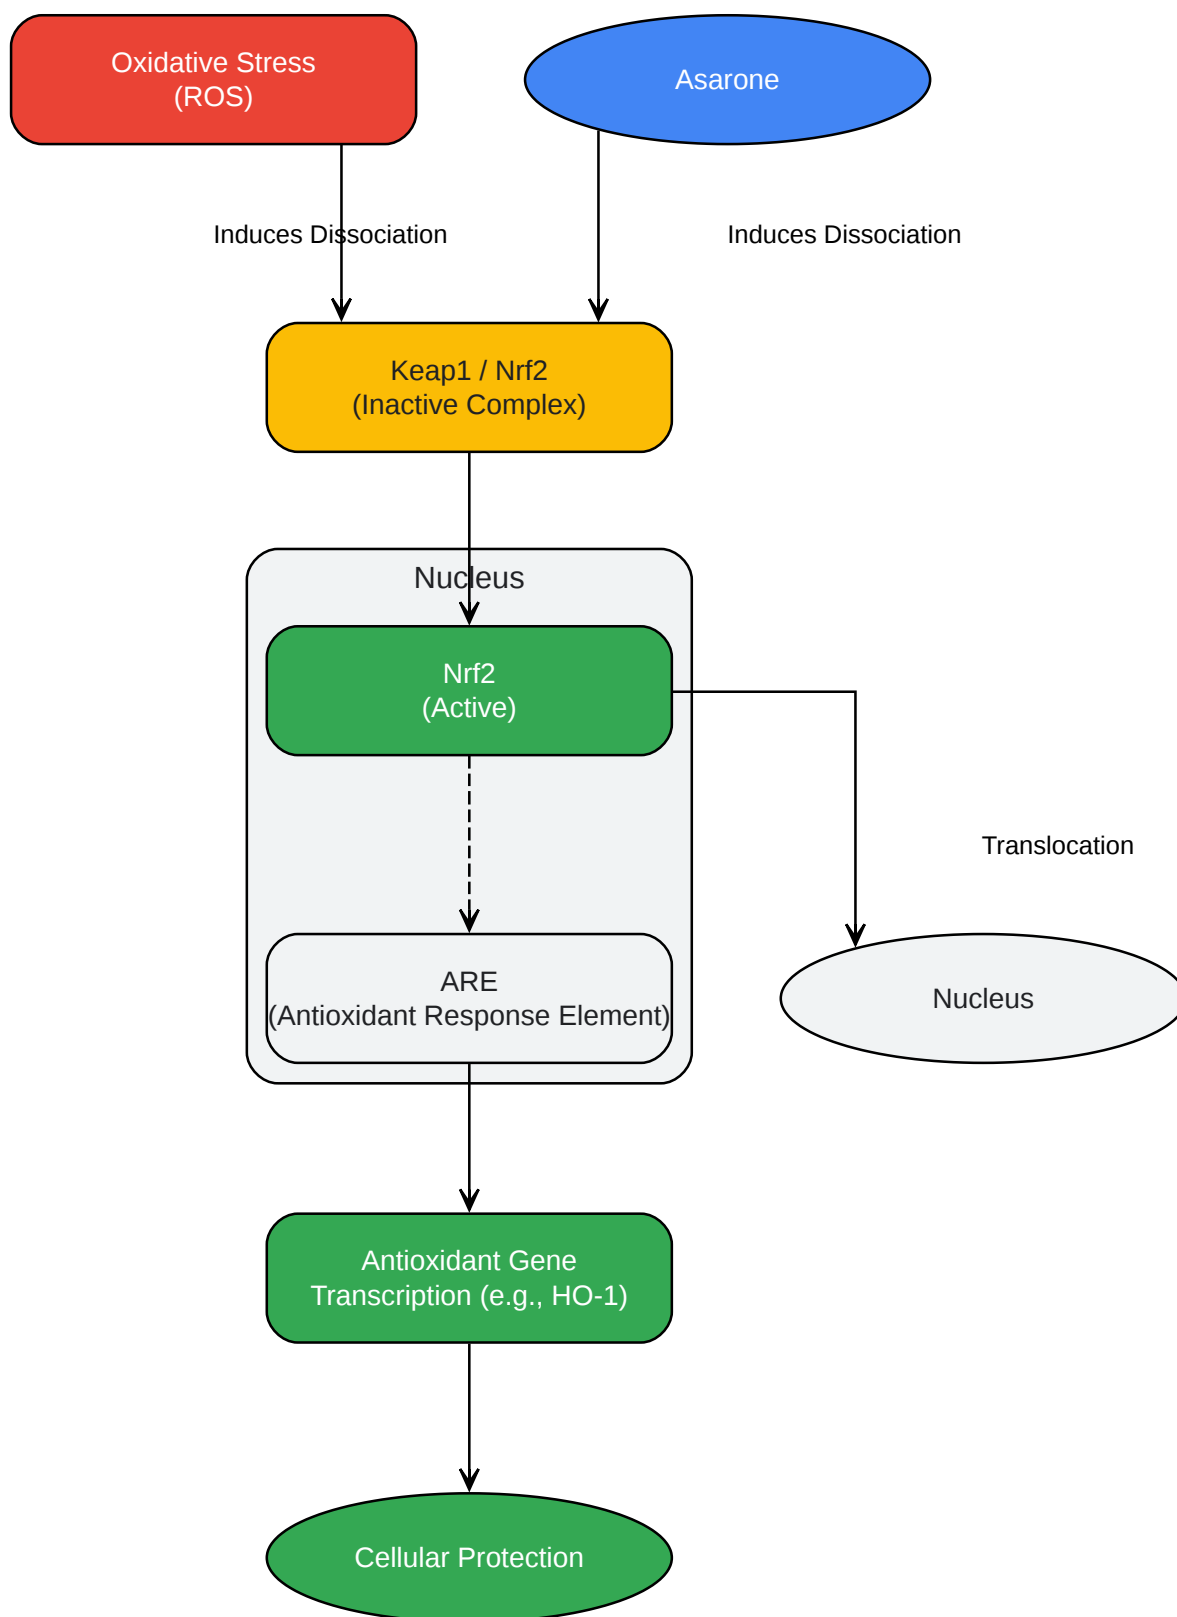 Oxidative Stress
(ROS)
Asarone
Induces Dissociation
Induces Dissociation
Keap1 / Nrf2
(Inactive Complex)
Nucleus
Nrf2
(Active)
Translocation
ARE
(Antioxidant Response Element)
Nucleus
Antioxidant Gene
Transcription (e.g., HO-1)
Cellular Protection